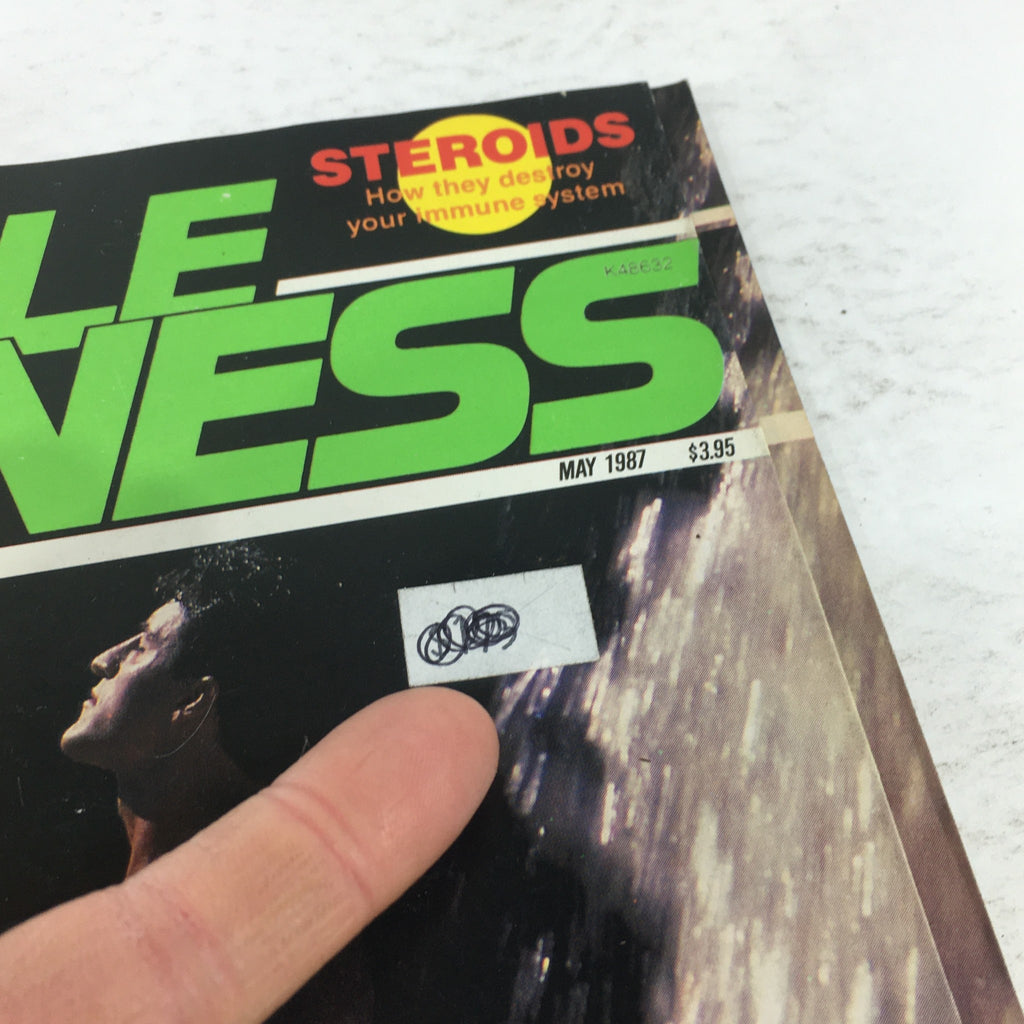 STEROIDS
How they destroy
your immune system
LE
K48632
NESS
MAY 1987 $3.95